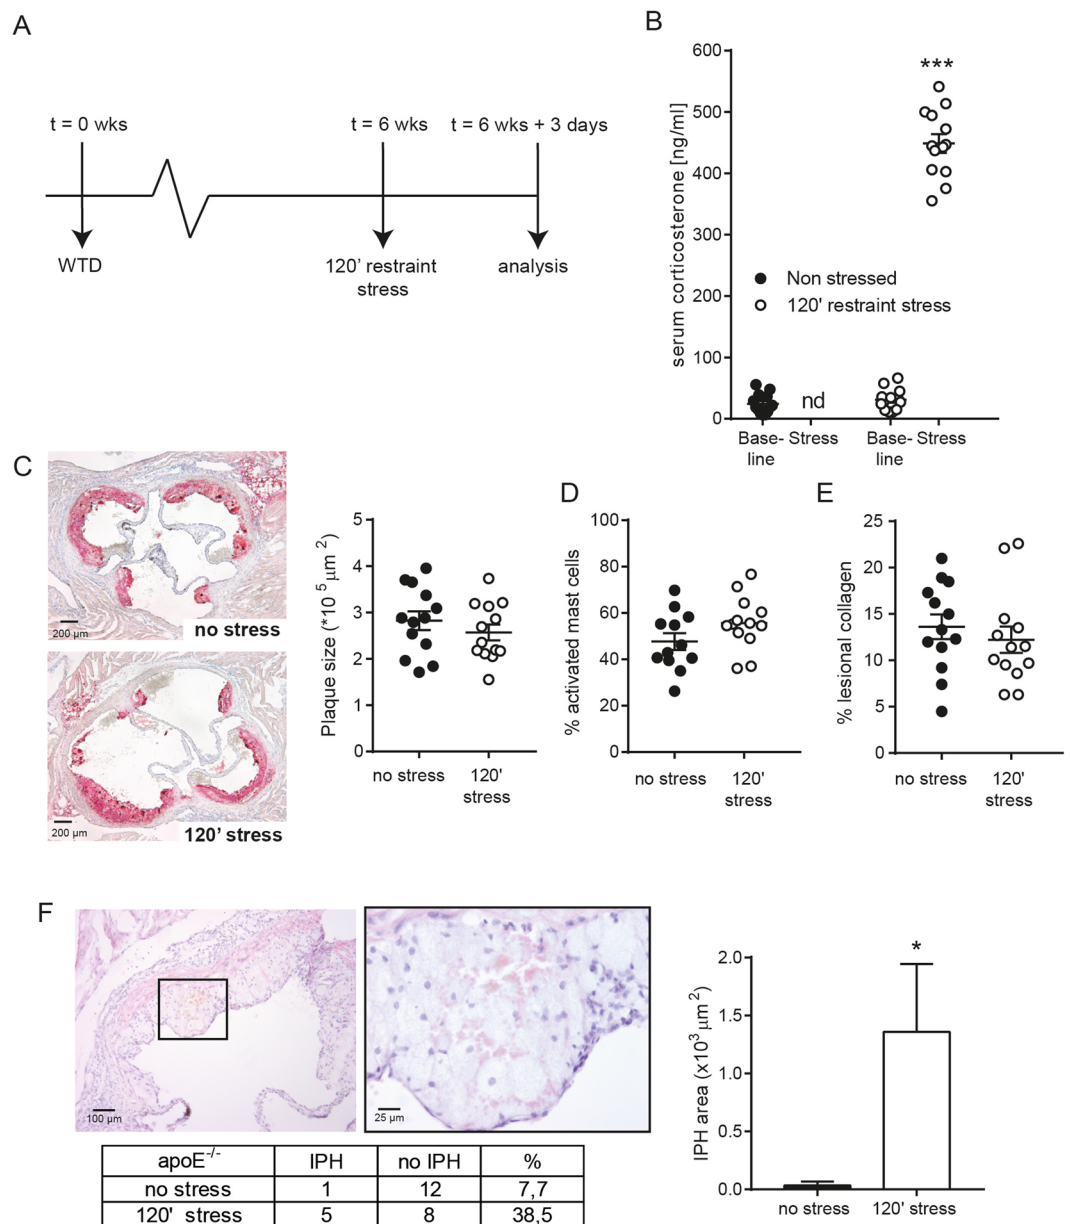 A
t = 0 wks
t = 6 wks
t = 6 wks + 3 days
WTD
120’ restraint
stress
analysis
B
600
500
400
300
200
100
0
serum corticosterone [ng/ml]
***
Non stressed
120' restraint stress
nd
Base-
line
Stress
Base-
line
Stress
C
200 µm
no stress
200 µm
120’ stress
5
4
3
2
1
0
Plaque size (*10 5 µm 2)
no stress
120'
stress
D
100
80
60
40
20
0
% activated mast cells
no stress
120'
stress
E
25
20
15
10
5
0
% lesional collagen
no stress
120'
stress
F
100 µm
25 µm
apoE-/- IPH no IPH %
no stress 1 12 7,7
120' stress 5 8 38,5
2.0
1.5
1.0
0.5
0.0
IPH area (x10³ µm 2)
*
no stress
120' stress